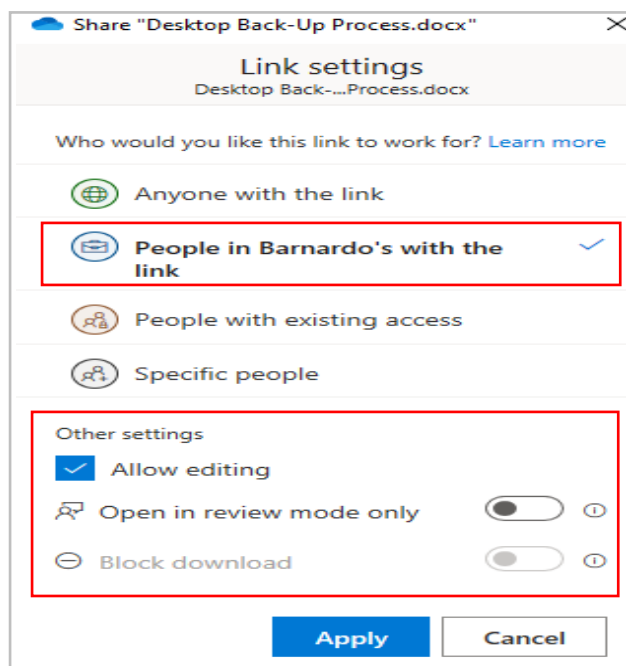 Share "Desktop Back-Up Process.docx"
Link settings
Desktop Back-...Process.docx
Who would you like this link to work for? Learn more
Anyone with the link
People in Barnardo's with the
link
People with existing access
Specific people
Other settings
Allow editing
Open in review mode only
Block download
Apply
Cancel